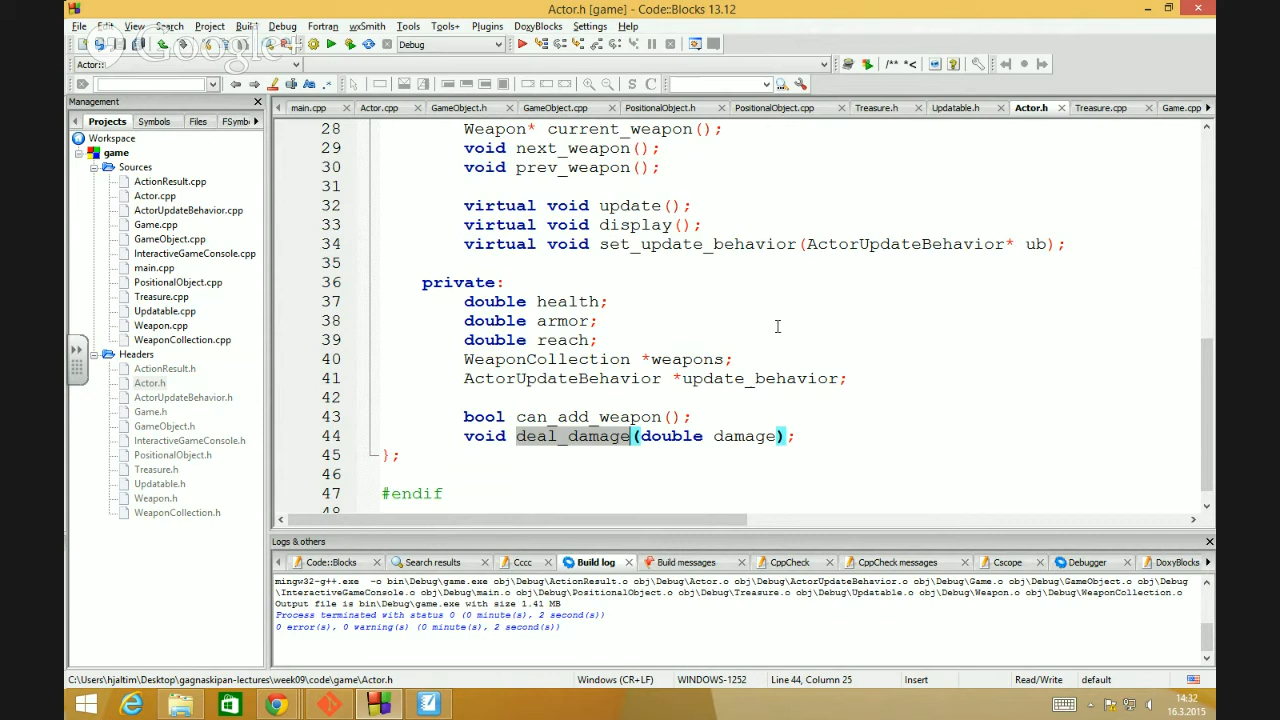 Actor.h [game] - Code::Blocks 13.12
File Edit View Search Project Build Debug Fortran wxSmith Tools Tools+ Plugins DoxyBlocks Settings Help
Google+
Debug
Actor::
/** *<
Aa
S C
Management
main.cpp Actor.cpp GameObject.h GameObject.cpp PositionalObject.h PositionalObject.cpp Treasure.h Updatable.h Actor.h Treasure.cpp Game.cpp
Projects Symbols Files FSymb
Workspace
game
Sources
ActionResult.cpp
Actor.cpp
ActorUpdateBehavior.cpp
Game.cpp
GameObject.cpp
InteractiveGameConsole.cpp
main.cpp
PositionalObject.cpp
Treasure.cpp
Updatable.cpp
Weapon.cpp
WeaponCollection.cpp
Headers
ActionResult.h
Actor.h
ActorUpdateBehavior.h
Game.h
GameObject.h
InteractiveGameConsole.h
PositionalObject.h
Treasure.h
Updatable.h
Weapon.h
WeaponCollection.h
28 Weapon* current_weapon();
29 void next_weapon();
30 void prev_weapon();
31
32 virtual void update();
33 virtual void display();
34 virtual void set_update_behavior(ActorUpdateBehavior* ub);
35
36 private:
37 double health;
38 double armor;
39 double reach;
40 WeaponCollection *weapons;
41 ActorUpdateBehavior *update_behavior;
42
43 bool can_add_weapon();
44 void deal_damage(double damage);
45 };
46
47 #endif
48
Logs & others
Code::Blocks Search results Cccc Build log Build messages CppCheck CppCheck messages Cscope Debugger DoxyBlocks
mingw32-g++.exe -o bin\Debug\game.exe obj\Debug\ActionResult.o obj\Debug\Actor.o obj\Debug\ActorUpdateBehavior.o obj\Debug\Game.o obj\Debug\GameObject.o obj\Debug
\InteractiveGameConsole.o obj\Debug\main.o obj\Debug\PositionalObject.o obj\Debug\Treasure.o obj\Debug\Updatable.o obj\Debug\Weapon.o obj\Debug\WeaponCollection.o
Output file is bin\Debug\game.exe with size 1.41 MB
Process terminated with status 0 (0 minute(s), 2 second(s))
0 error(s), 0 warning(s) (0 minute(s), 2 second(s))
C:\Users\hjaltim\Desktop\gagnaskipan-lectures\week09\code\game\Actor.h Windows (CR+LF) WINDOWS-1252 Line 44, Column 25 Insert Read/Write default
14:32
16.3.2015